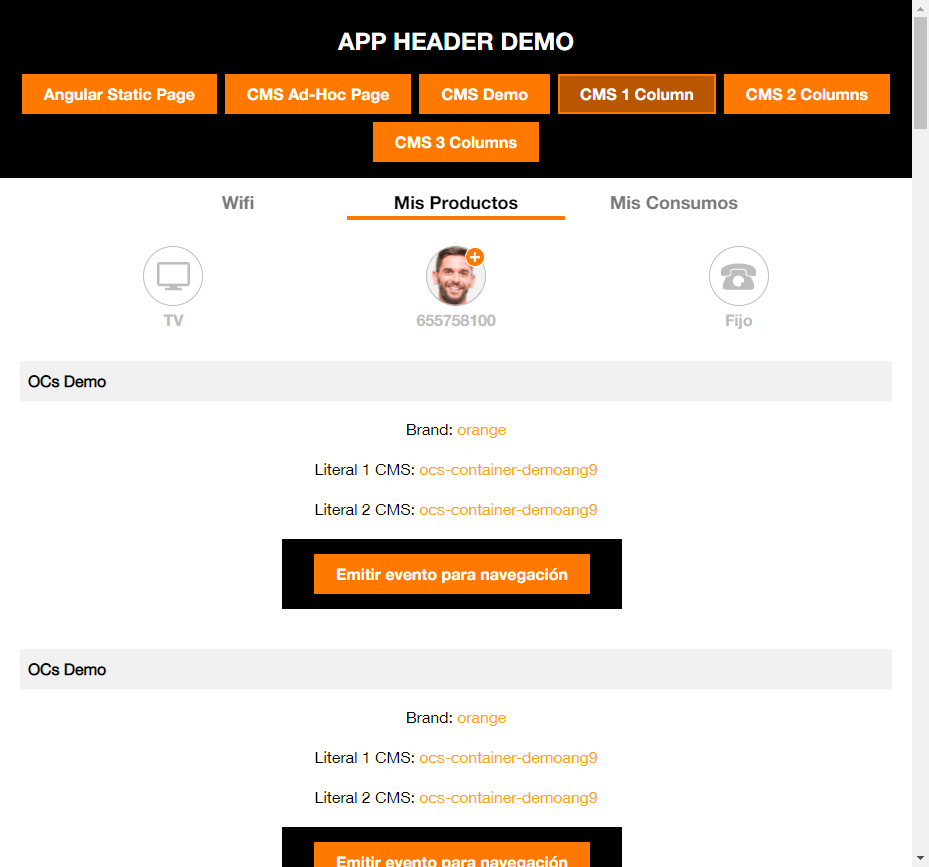 APP HEADER DEMO
Angular Static Page CMS Ad-Hoc Page CMS Demo CMS 1 Column CMS 2 Columns
CMS 3 Columns
Wifi Mis Productos Mis Consumos
TV 655758100 Fijo
OCs Demo
Brand: orange
Literal 1 CMS: ocs-container-demoang9
Literal 2 CMS: ocs-container-demoang9
Emitir evento para navegación
OCs Demo
Brand: orange
Literal 1 CMS: ocs-container-demoang9
Literal 2 CMS: ocs-container-demoang9
Emitir evento para navegación